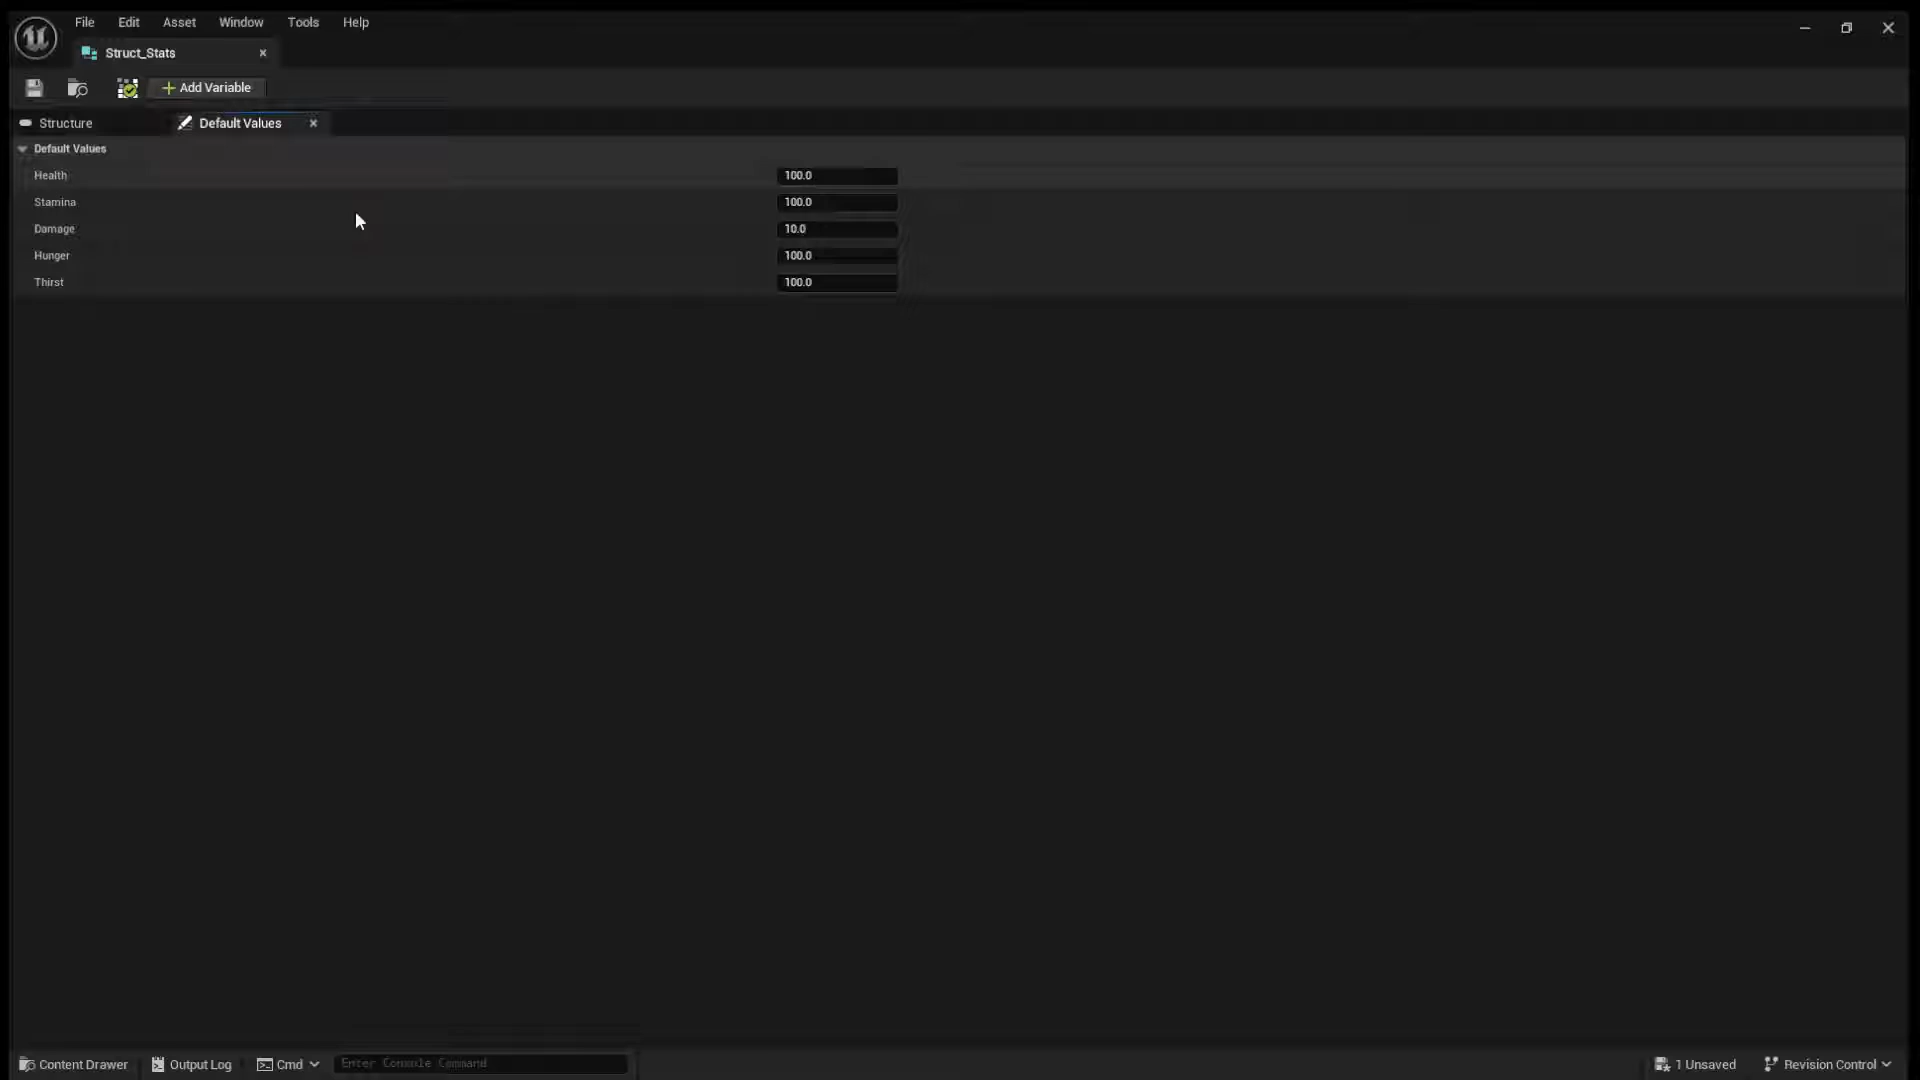 File Edit Asset Window Tools Help
Struct_Stats
Add Variable
Structure
Default Values
Default Values
Health 100.0
Stamina 100.0
Damage 10.0
Hunger 100.0
Thirst 100.0
Content Drawer Output Log Cmd Enter Console Command 1 Unsaved Revision Control